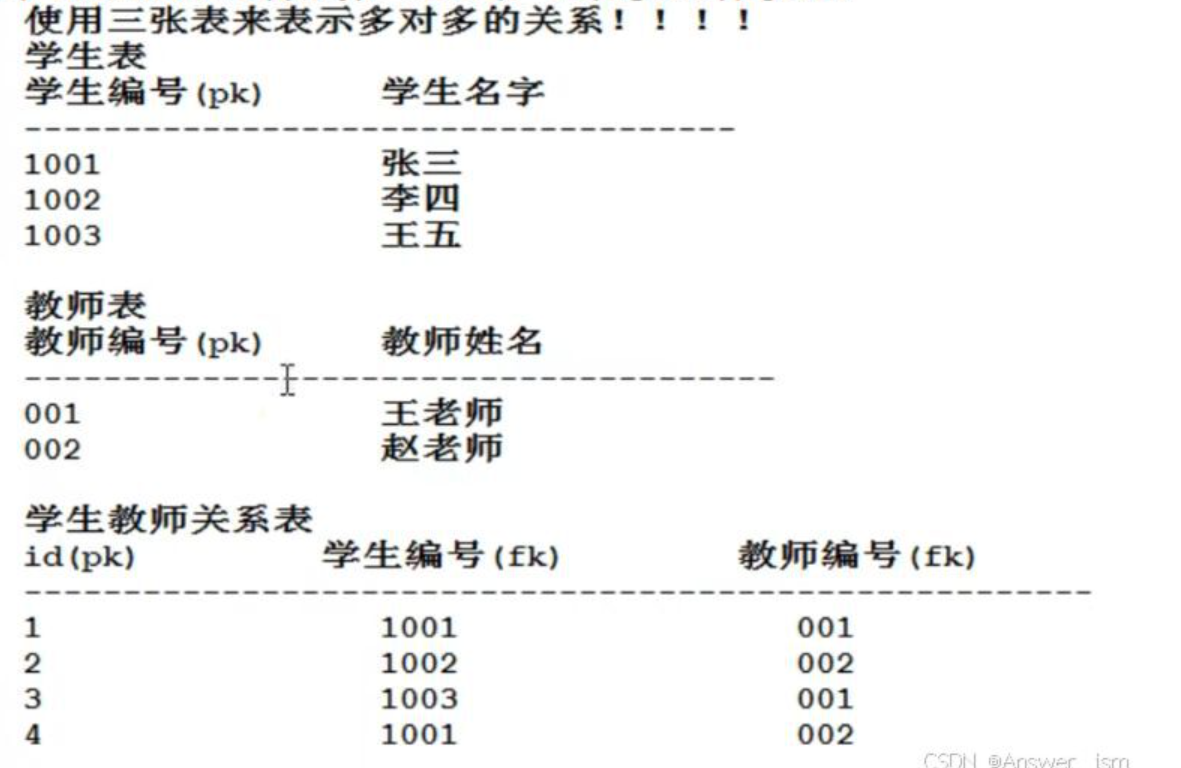 使用三张表来表示多对多的关系！！！！
学生表
学生编号(pk) 学生名字
------------------------------------
1001 张三
1002 李四
1003 王五
教师表
教师编号(pk) 教师姓名
--------------------------------------
001 王老师
002 赵老师
学生教师关系表
id(pk) 学生编号(fk) 教师编号(fk)
------------------------------------------------------
1 1001 001
2 1002 002
3 1003 001
4 1001 002
CSDN @Answer_ism